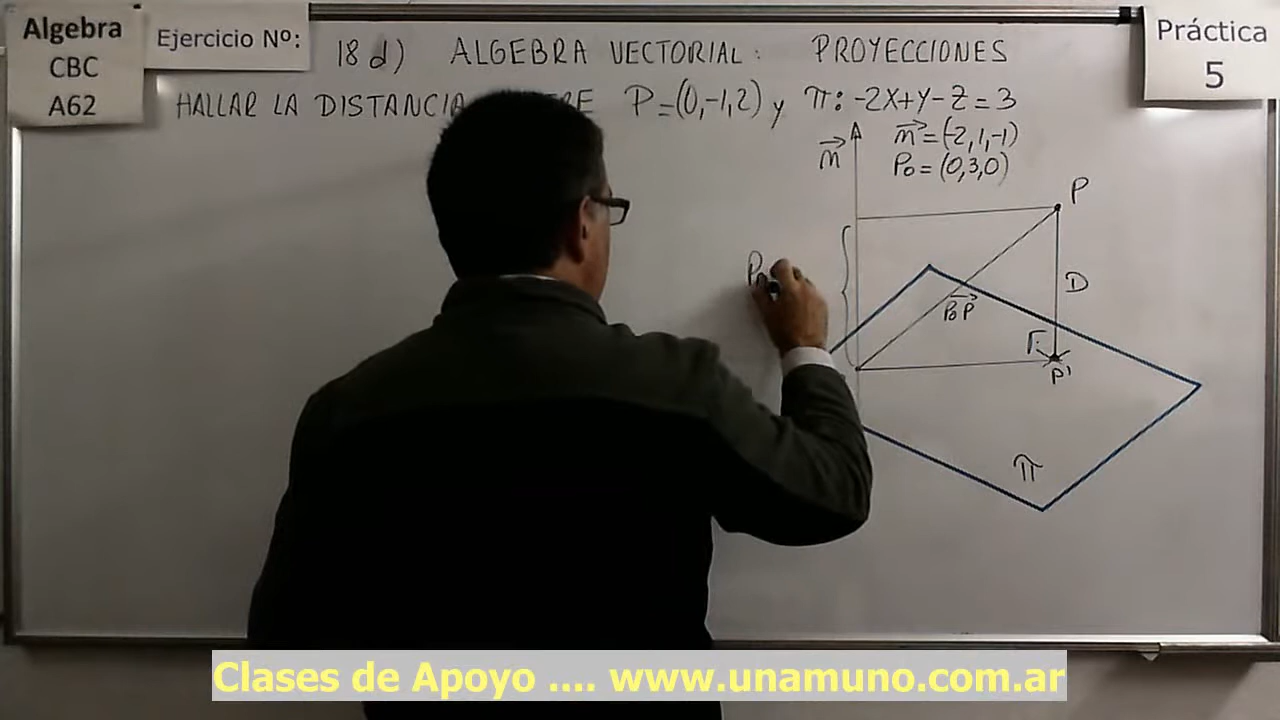 Algebra
CBC
A62
Ejercicio Nº:
18 d) ALGEBRA VECTORIAL: PROYECCIONES
Práctica
5
HALLAR LA DISTANCIA TRE P=(0,-1,2) y π: -2X+Y-Z=3
n n=(-2,1,-1)
P0=(0,3,0)
P
D
P0P
P'
π
Clases de Apoyo .... www.unamuno.com.ar